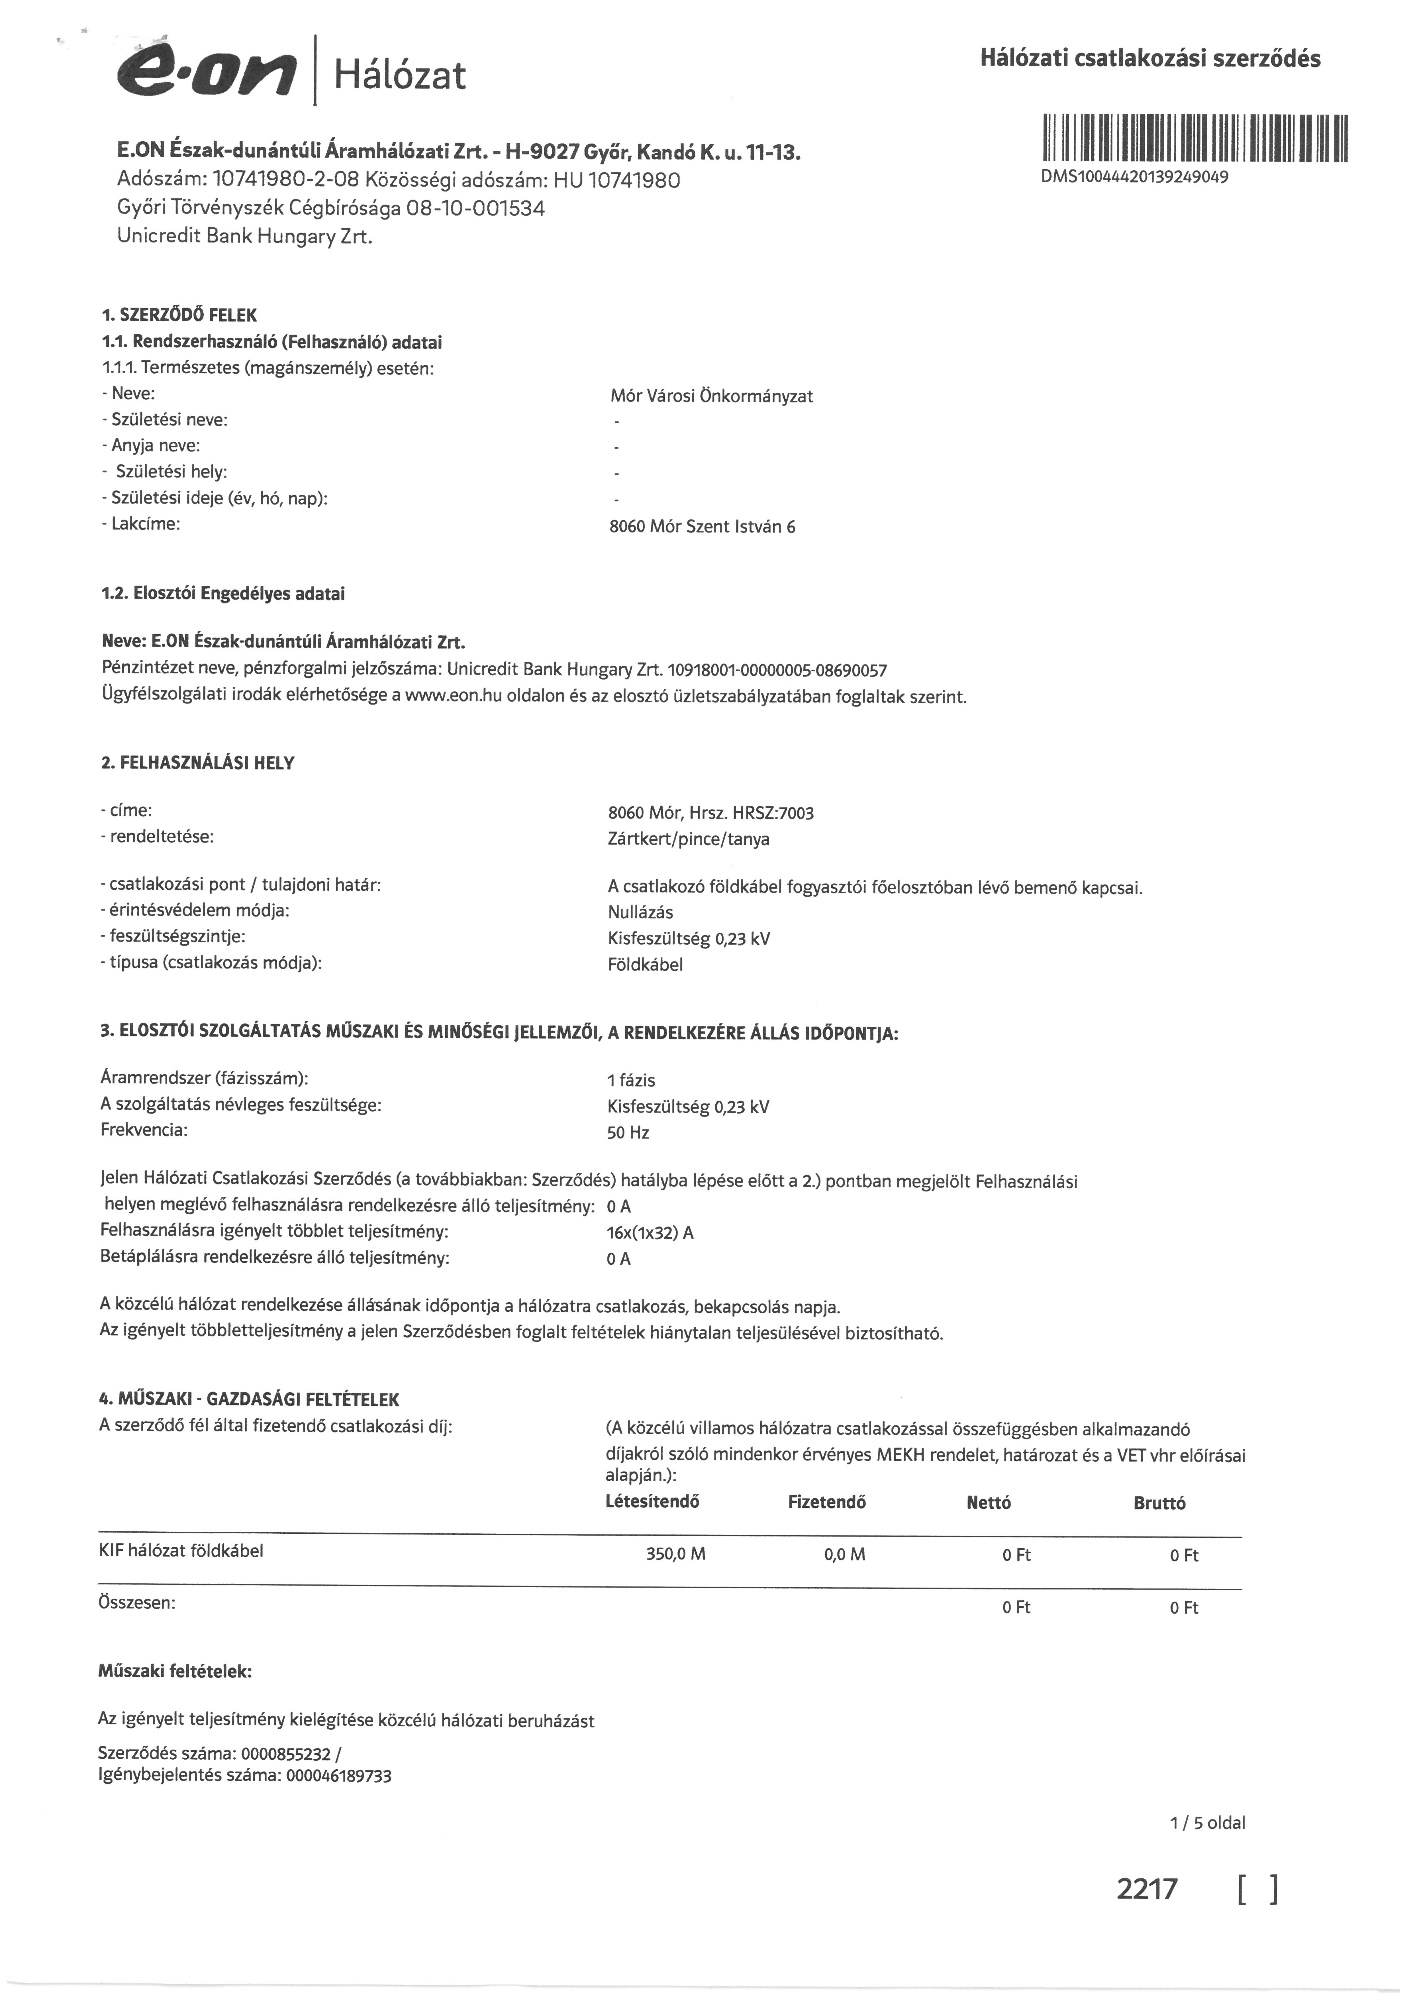 e.on | Hálózat
Hálózati csatlakozási szerződés
E.ON Észak-dunántúli Áramhálózati Zrt. - H-9027 Győr, Kandó K. u. 11-13.
Adószám: 10741980-2-08 Közösségi adószám: HU 10741980
Győri Törvényszék Cégbírósága 08-10-001534
Unicredit Bank Hungary Zrt.
DMS10044420139249049
1. SZERZŐDŐ FELEK
1.1. Rendszerhasználó (Felhasználó) adatai
1.1.1. Természetes (magánszemély) esetén:
- Neve: Mór Városi Önkormányzat
- Születési neve: -
- Anyja neve: -
- Születési hely: -
- Születési ideje (év, hó, nap): -
- Lakcíme: 8060 Mór Szent István 6
1.2. Elosztói Engedélyes adatai
Neve: E.ON Észak-dunántúli Áramhálózati Zrt.
Pénzintézet neve, pénzforgalmi jelzőszáma: Unicredit Bank Hungary Zrt. 10918001-00000005-08690057
Ügyfélszolgálati irodák elérhetősége a www.eon.hu oldalon és az elosztó üzletszabályzatában foglaltak szerint.
2. FELHASZNÁLÁSI HELY
- címe: 8060 Mór, Hrsz. HRSZ:7003
- rendeltetése: Zártkert/pince/tanya
- csatlakozási pont / tulajdoni határ: A csatlakozó földkábel fogyasztói főelosztóban lévő bemenő kapcsai.
- érintésvédelem módja: Nullázás
- feszültségszintje: Kisfeszültség 0,23 kV
- típusa (csatlakozás módja): Földkábel
3. ELOSZTÓI SZOLGÁLTATÁS MŰSZAKI ÉS MINŐSÉGI JELLEMZŐI, A RENDELKEZÉRE ÁLLÁS IDŐPONTJA:
Áramrendszer (fázisszám): 1 fázis
A szolgáltatás névleges feszültsége: Kisfeszültség 0,23 kV
Frekvencia: 50 Hz
Jelen Hálózati Csatlakozási Szerződés (a továbbiakban: Szerződés) hatályba lépése előtt a 2.) pontban megjelölt Felhasználási
helyen meglévő felhasználásra rendelkezésre álló teljesítmény: 0 A
Felhasználásra igényelt többlet teljesítmény: 16x(1x32) A
Betáplálásra rendelkezésre álló teljesítmény: 0 A
A közcélú hálózat rendelkezése állásának időpontja a hálózatra csatlakozás, bekapcsolás napja.
Az igényelt többletteljesítmény a jelen Szerződésben foglalt feltételek hiánytalan teljesülésével biztosítható.
4. MŰSZAKI - GAZDASÁGI FELTÉTELEK
A szerződő fél által fizetendő csatlakozási díj: (A közcélú villamos hálózatra csatlakozással összefüggésben alkalmazandó
díjakról szóló mindenkor érvényes MEKH rendelet, határozat és a VET vhr előírásai
alapján.):
Létesítendő Fizetendő Nettó Bruttó
KIF hálózat földkábel 350,0 M 0,0 M 0 Ft 0 Ft
Összesen: 0 Ft 0 Ft
Műszaki feltételek:
Az igényelt teljesítmény kielégítése közcélú hálózati beruházást
Szerződés száma: 0000855232 /
Igénybejelentés száma: 000046189733
1 / 5 oldal
2217 [ ]